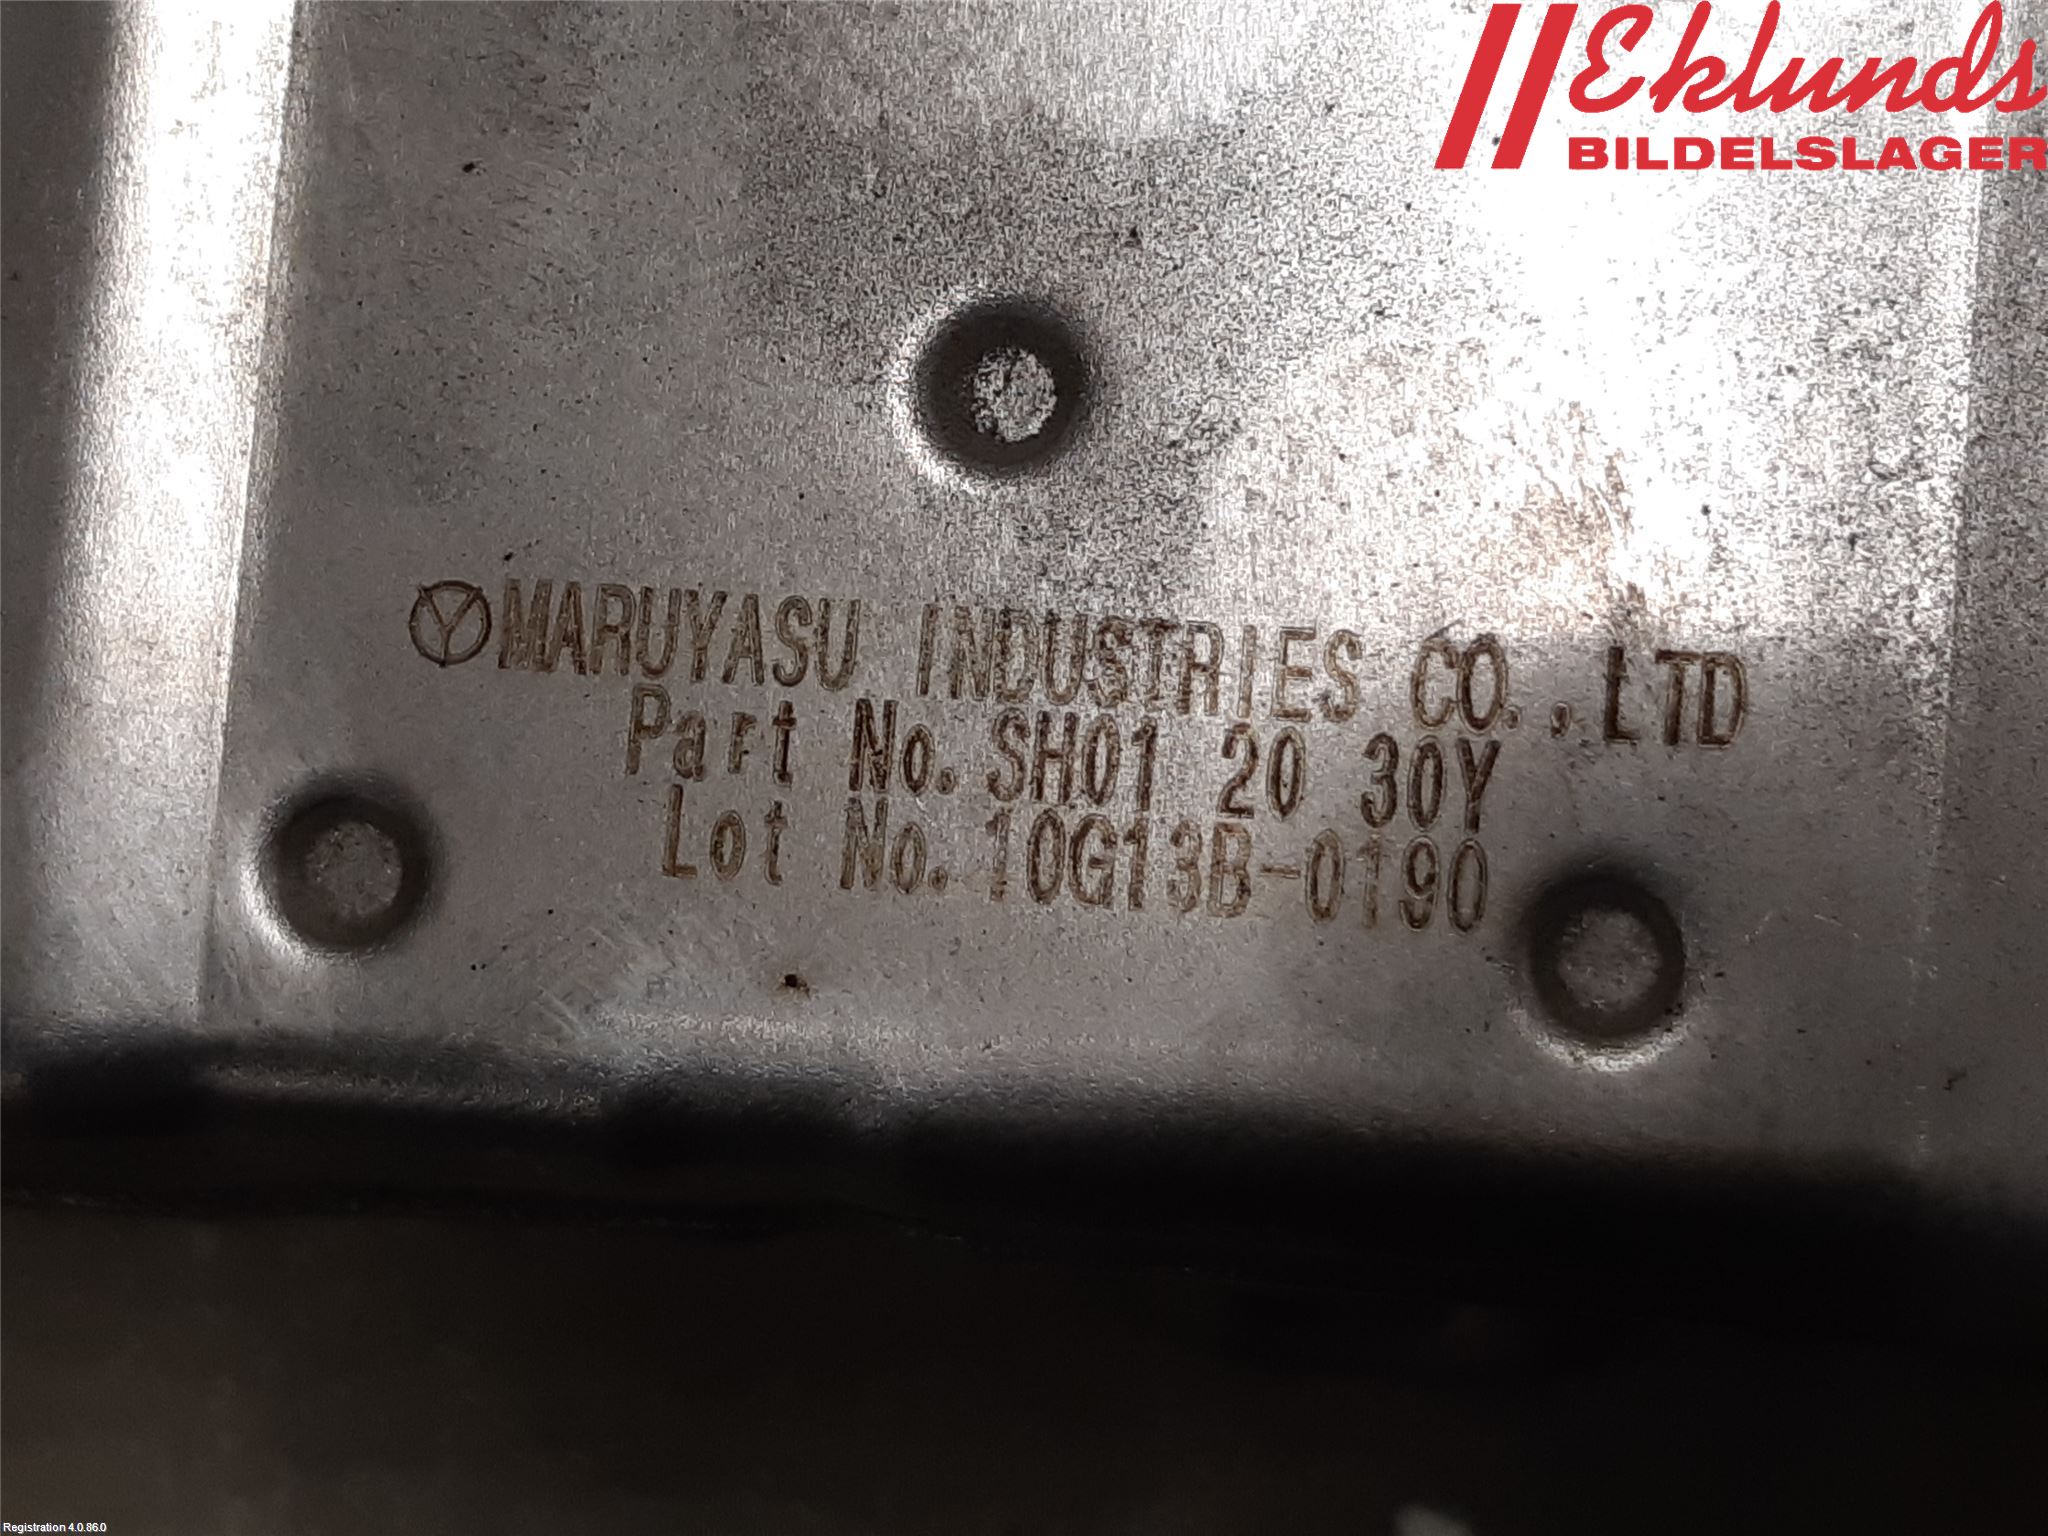 Eklunds
BILDELSLAGER
MARUYASU INDUSTRIES CO.,LTD
Part No.SH01 20 30Y
Lot No.10G13B-0190
Registration 4.0.86.0